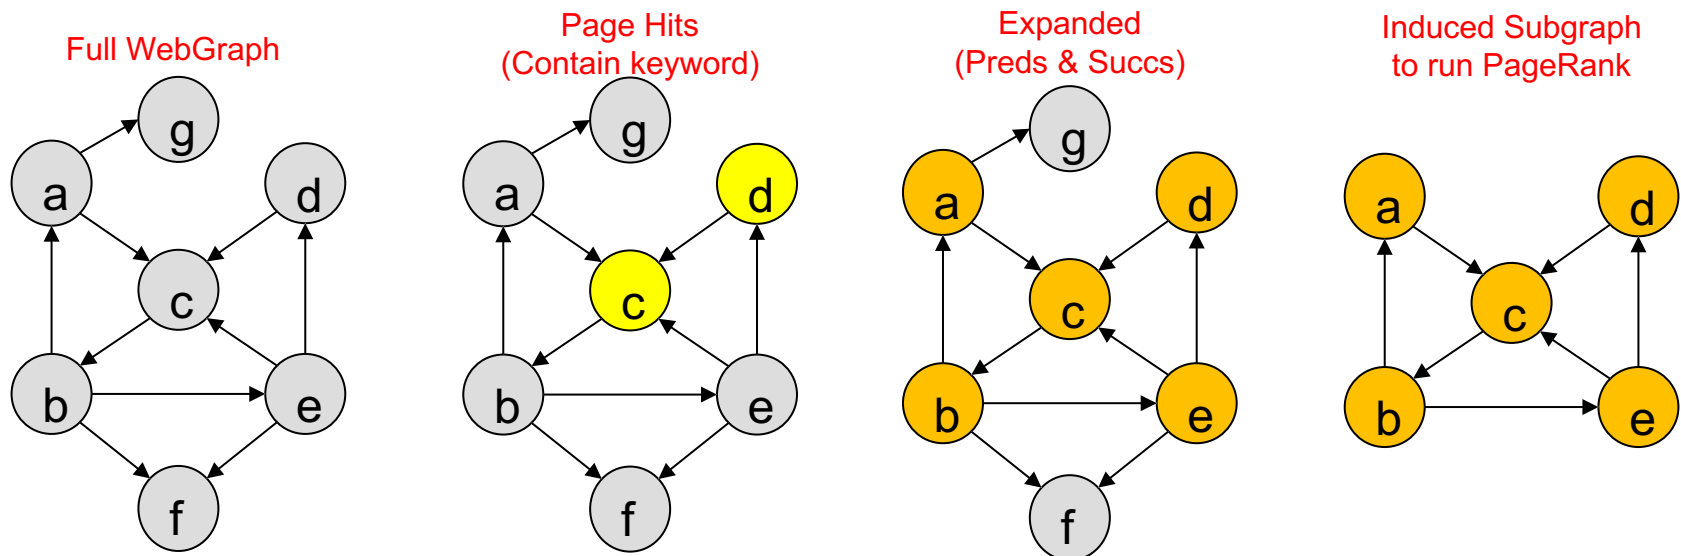 Full WebGraph
g
a
d
c
b
e
f
Page Hits
(Contain keyword)
g
a
d
c
b
e
f
Expanded
(Preds & Succs)
g
a
d
c
b
e
f
Induced Subgraph
to run PageRank
a
d
c
b
e